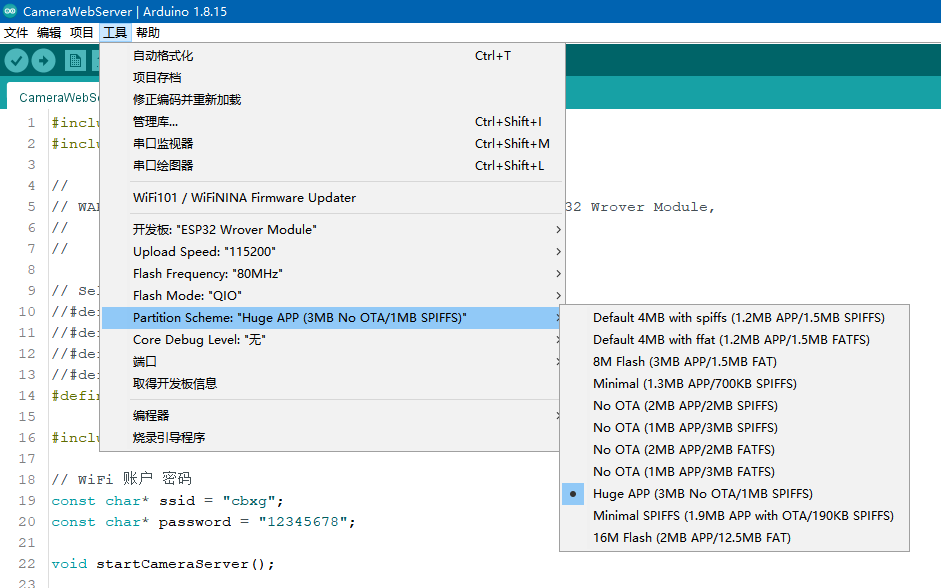 CameraWebServer | Arduino 1.8.15
文件 编辑 项目 工具 帮助
自动格式化 Ctrl+T
项目存档
修正编码并重新加载
管理库... Ctrl+Shift+I
串口监视器 Ctrl+Shift+M
串口绘图器 Ctrl+Shift+L
WiFi101 / WiFiNINA Firmware Updater
开发板: "ESP32 Wrover Module"
Upload Speed: "115200"
Flash Frequency: "80MHz"
Flash Mode: "QIO"
Partition Scheme: "Huge APP (3MB No OTA/1MB SPIFFS)"
Core Debug Level: "无"
端口
取得开发板信息
编程器
烧录引导程序
Default 4MB with spiffs (1.2MB APP/1.5MB SPIFFS)
Default 4MB with ffat (1.2MB APP/1.5MB FATFS)
8M Flash (3MB APP/1.5MB FAT)
Minimal (1.3MB APP/700KB SPIFFS)
No OTA (2MB APP/2MB SPIFFS)
No OTA (1MB APP/3MB SPIFFS)
No OTA (2MB APP/2MB FATFS)
No OTA (1MB APP/3MB FATFS)
Huge APP (3MB No OTA/1MB SPIFFS)
Minimal SPIFFS (1.9MB APP with OTA/190KB SPIFFS)
16M Flash (2MB APP/12.5MB FAT)
CameraWebSe
1 #inclu
2 #inclu
3
4 //
5 // WA 32 Wrover Module,
6 //
7 //
8
9 // Se
10 //#de
11 //#de
12 //#de
13 //#de
14 #defin
15
16 #inclu
17
18 // WiFi 账户 密码
19 const char* ssid = "cbxg";
20 const char* password = "12345678";
21
22 void startCameraServer();
23